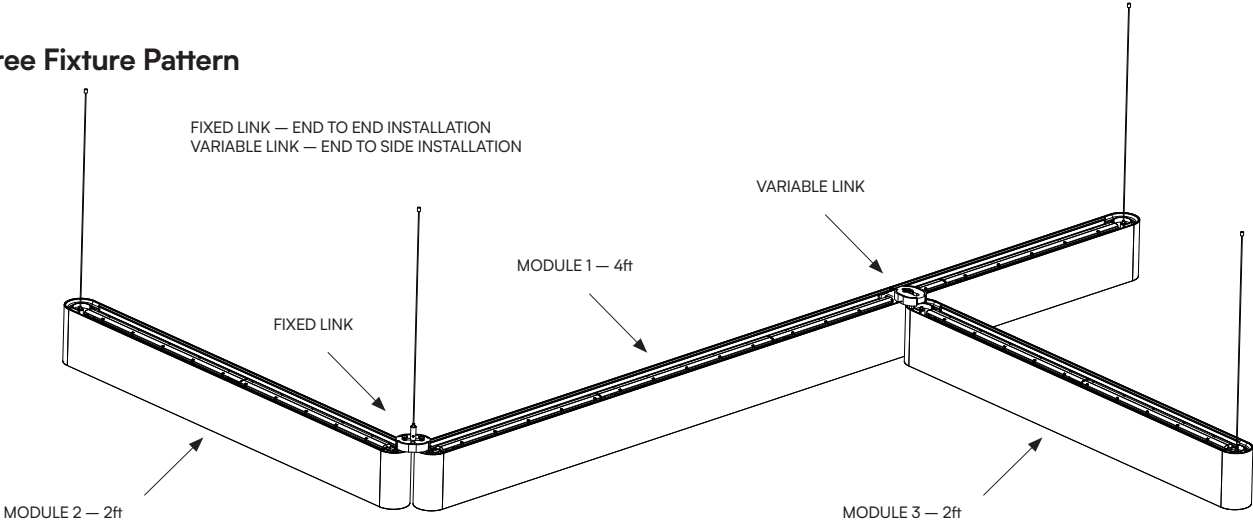 ree Fixture Pattern
FIXED LINK — END TO END INSTALLATION
VARIABLE LINK — END TO SIDE INSTALLATION
VARIABLE LINK
MODULE 1 — 4ft
FIXED LINK
MODULE 2 — 2ft
MODULE 3 — 2ft